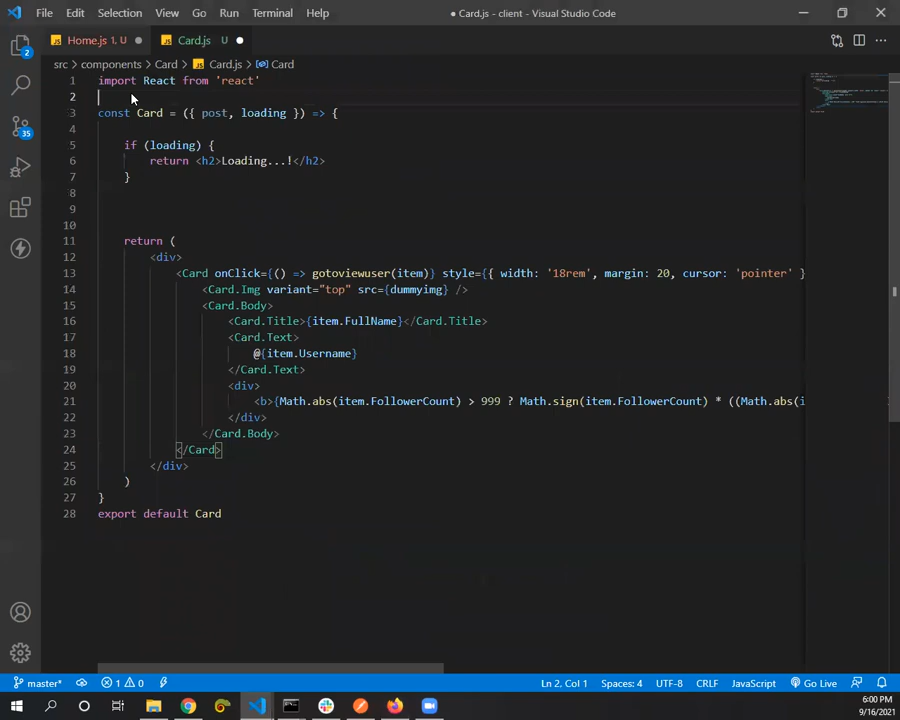 File Edit Selection View Go Run Terminal Help
● Card.js - client - Visual Studio Code
JS Home.js 1, U ●
JS Card.js U ●
src > components > Card > JS Card.js > Card
1 import React from 'react'
2
3 const Card = ({ post, loading }) => {
4
5 if (loading) {
6 return <h2>Loading...!</h2>
7 }
8
9
10
11 return (
12 <div>
13 <Card onClick={() => gotoviewuser(item)} style={{ width: '18rem', margin: 20, cursor: 'pointer' }
14 <Card.Img variant="top" src={dummyimg} />
15 <Card.Body>
16 <Card.Title>{item.FullName}</Card.Title>
17 <Card.Text>
18 @{item.Username}
19 </Card.Text>
20 <div>
21 <b>{Math.abs(item.FollowerCount) > 999 ? Math.sign(item.FollowerCount) * ((Math.abs(i
22 </div>
23 </Card.Body>
24 </Card>
25 </div>
26 )
27 }
28 export default Card
2
35
master* 1 0 Ln 2, Col 1 Spaces: 4 UTF-8 CRLF JavaScript Go Live
6:00 PM
9/16/2021